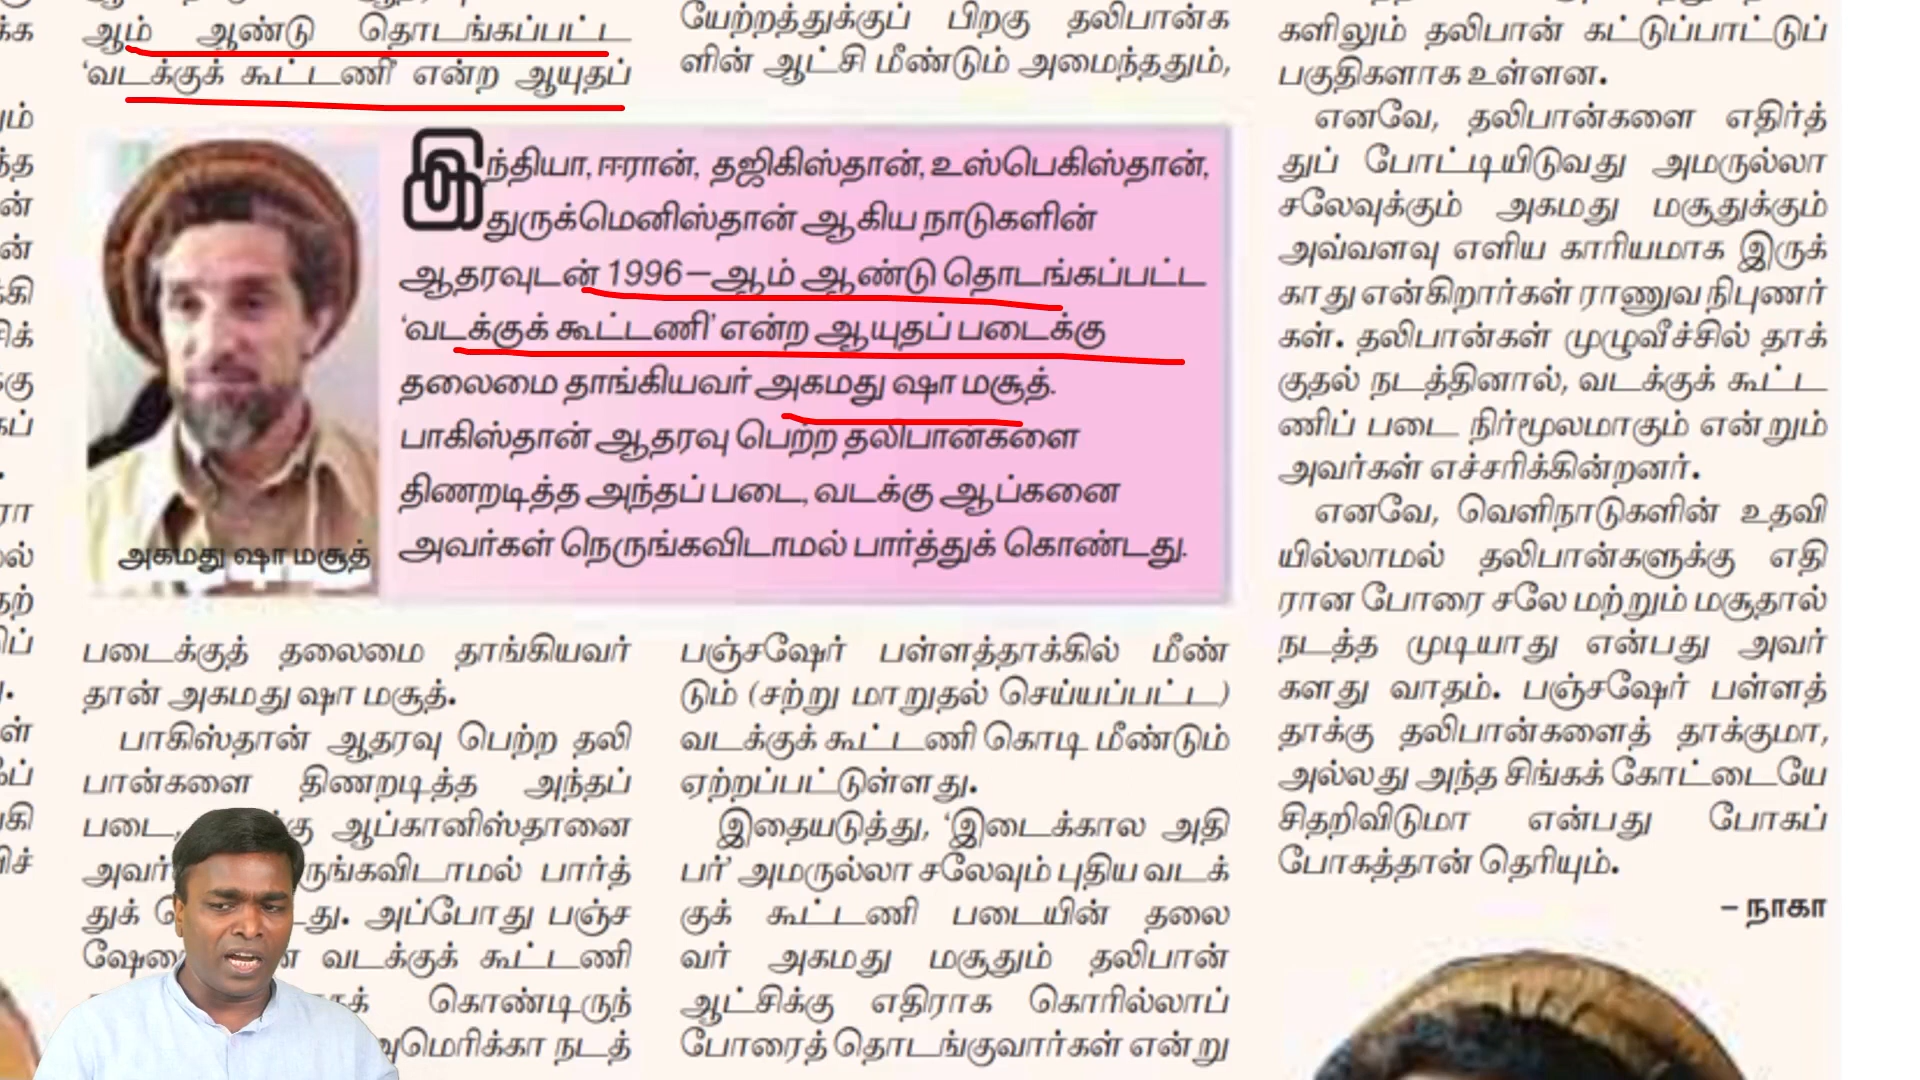 ஆம் ஆண்டு தொடங்கப்பட்ட
‘வடக்குக் கூட்டணி’ என்ற ஆயுதப்
இந்தியா, ஈரான், தஜிகிஸ்தான், உஸ்பெகிஸ்தான்,
துருக்மெனிஸ்தான் ஆகிய நாடுகளின்
ஆதரவுடன் 1996–ஆம் ஆண்டு தொடங்கப்பட்ட
‘வடக்குக் கூட்டணி’ என்ற ஆயுதப் படைக்கு
தலைமை தாங்கியவர் அகமது ஷா மசூத்.
பாகிஸ்தான் ஆதரவு பெற்ற தலிபான்களை
திணறடித்த அந்தப் படை, வடக்கு ஆப்கனை
அவர்கள் நெருங்கவிடாமல் பார்த்துக் கொண்டது.
அகமது ஷா மசூத்
படைக்குத் தலைமை தாங்கியவர்
தான் அகமது ஷா மசூத்.
பாகிஸ்தான் ஆதரவு பெற்ற தலி
பான்களை திணறடித்த அந்தப்
படை, ஆப்கானிஸ்தானை
பார்த்
அப்போது பஞ்ச
வடக்குக் கூட்டணி
கொண்டிருந்
அமெரிக்கா நடத்
யேற்றத்துக்குப் பிறகு தலிபான்க
ளின் ஆட்சி மீண்டும் அமைந்ததும்,
பஞ்சஷேர் பள்ளத்தாக்கில் மீண்
டும் (சற்று மாறுதல் செய்யப்பட்ட)
வடக்குக் கூட்டணி கொடி மீண்டும்
ஏற்றப்பட்டுள்ளது.
இதையடுத்து, ‘இடைக்கால அதி
பர்’ அமருல்லா சலேவும் புதிய வடக்
குக் கூட்டணி படையின் தலை
வர் அகமது மசூதும் தலிபான்
ஆட்சிக்கு எதிராக கொரில்லாப்
போரைத் தொடங்குவார்கள் என்று
களிலும் தலிபான் கட்டுப்பாட்டுப்
பகுதிகளாக உள்ளன.
எனவே, தலிபான்களை எதிர்த்
துப் போட்டியிடுவது அமருல்லா
சலேவுக்கும் அகமது மசூதுக்கும்
அவ்வளவு எளிய காரியமாக இருக்
காது என்கிறார்கள் ராணுவ நிபுணர்
கள். தலிபான்கள் முழுவீச்சில் தாக்
குதல் நடத்தினால், வடக்குக் கூட்ட
ணிப் படை நிர்மூலமாகும் என்றும்
அவர்கள் எச்சரிக்கின்றனர்.
எனவே, வெளிநாடுகளின் உதவி
யில்லாமல் தலிபான்களுக்கு எதி
ரான போரை சலே மற்றும் மசூதால்
நடத்த முடியாது என்பது அவர்
களது வாதம். பஞ்சஷேர் பள்ளத்
தாக்கு தலிபான்களைத் தாக்குமா,
அல்லது அந்த சிங்கக் கோட்டையே
சிதறிவிடுமா என்பது போகப்
போகத்தான் தெரியும்.
– நாகா